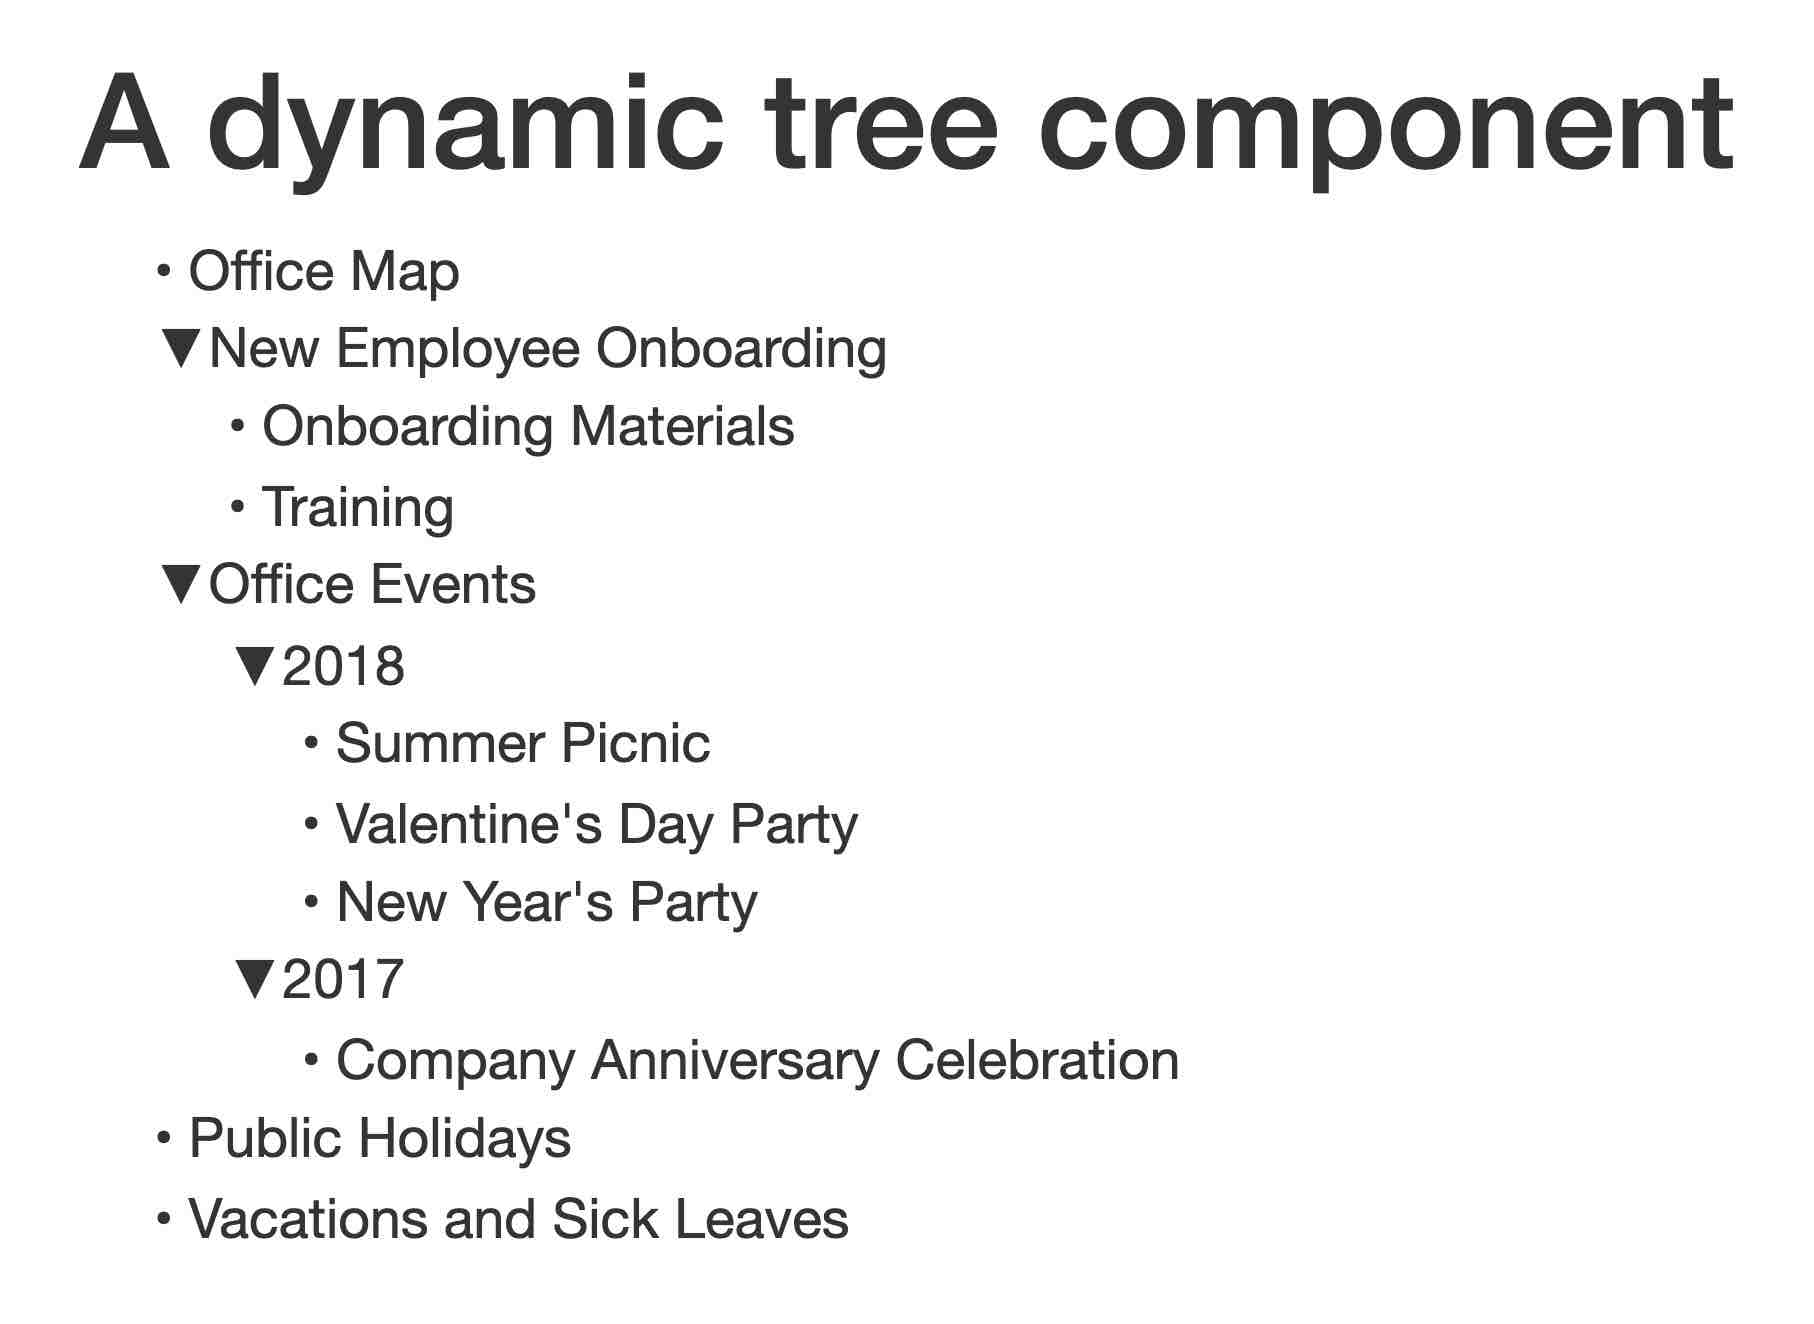 A dynamic tree component
• Office Map
▼New Employee Onboarding
• Onboarding Materials
• Training
▼Office Events
▼2018
• Summer Picnic
• Valentine's Day Party
• New Year's Party
▼2017
• Company Anniversary Celebration
• Public Holidays
• Vacations and Sick Leaves